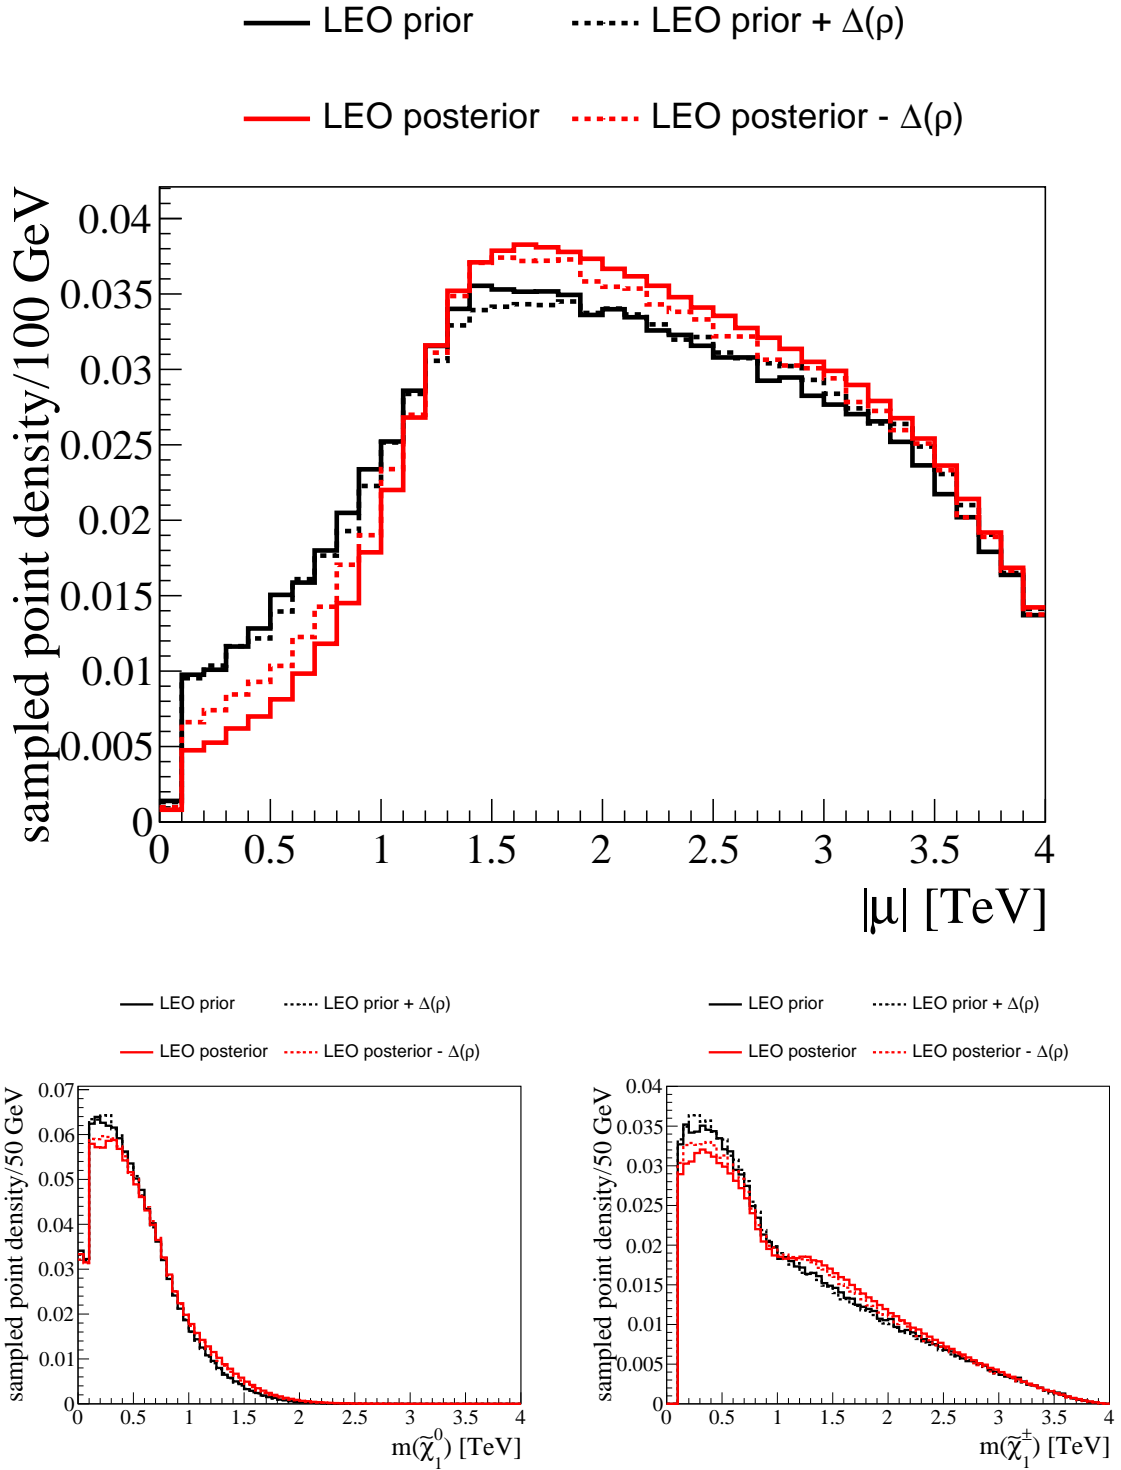 LEO prior LEO prior + Δ(ρ)
LEO posterior LEO posterior - Δ(ρ)
sampled point density/100 GeV
0.04
0.035
0.03
0.025
0.02
0.015
0.01
0.005
0
0 0.5 1 1.5 2 2.5 3 3.5 4
|μ| [TeV]
LEO prior LEO prior + Δ(ρ)
LEO posterior LEO posterior - Δ(ρ)
sampled point density/50 GeV
0.07
0.06
0.05
0.04
0.03
0.02
0.01
0
0 0.5 1 1.5 2 2.5 3 3.5 4
m(χ̃₁⁰) [TeV]
LEO prior LEO prior + Δ(ρ)
LEO posterior LEO posterior - Δ(ρ)
sampled point density/50 GeV
0.04
0.035
0.03
0.025
0.02
0.015
0.01
0.005
0
0 0.5 1 1.5 2 2.5 3 3.5 4
m(χ̃₁±) [TeV]